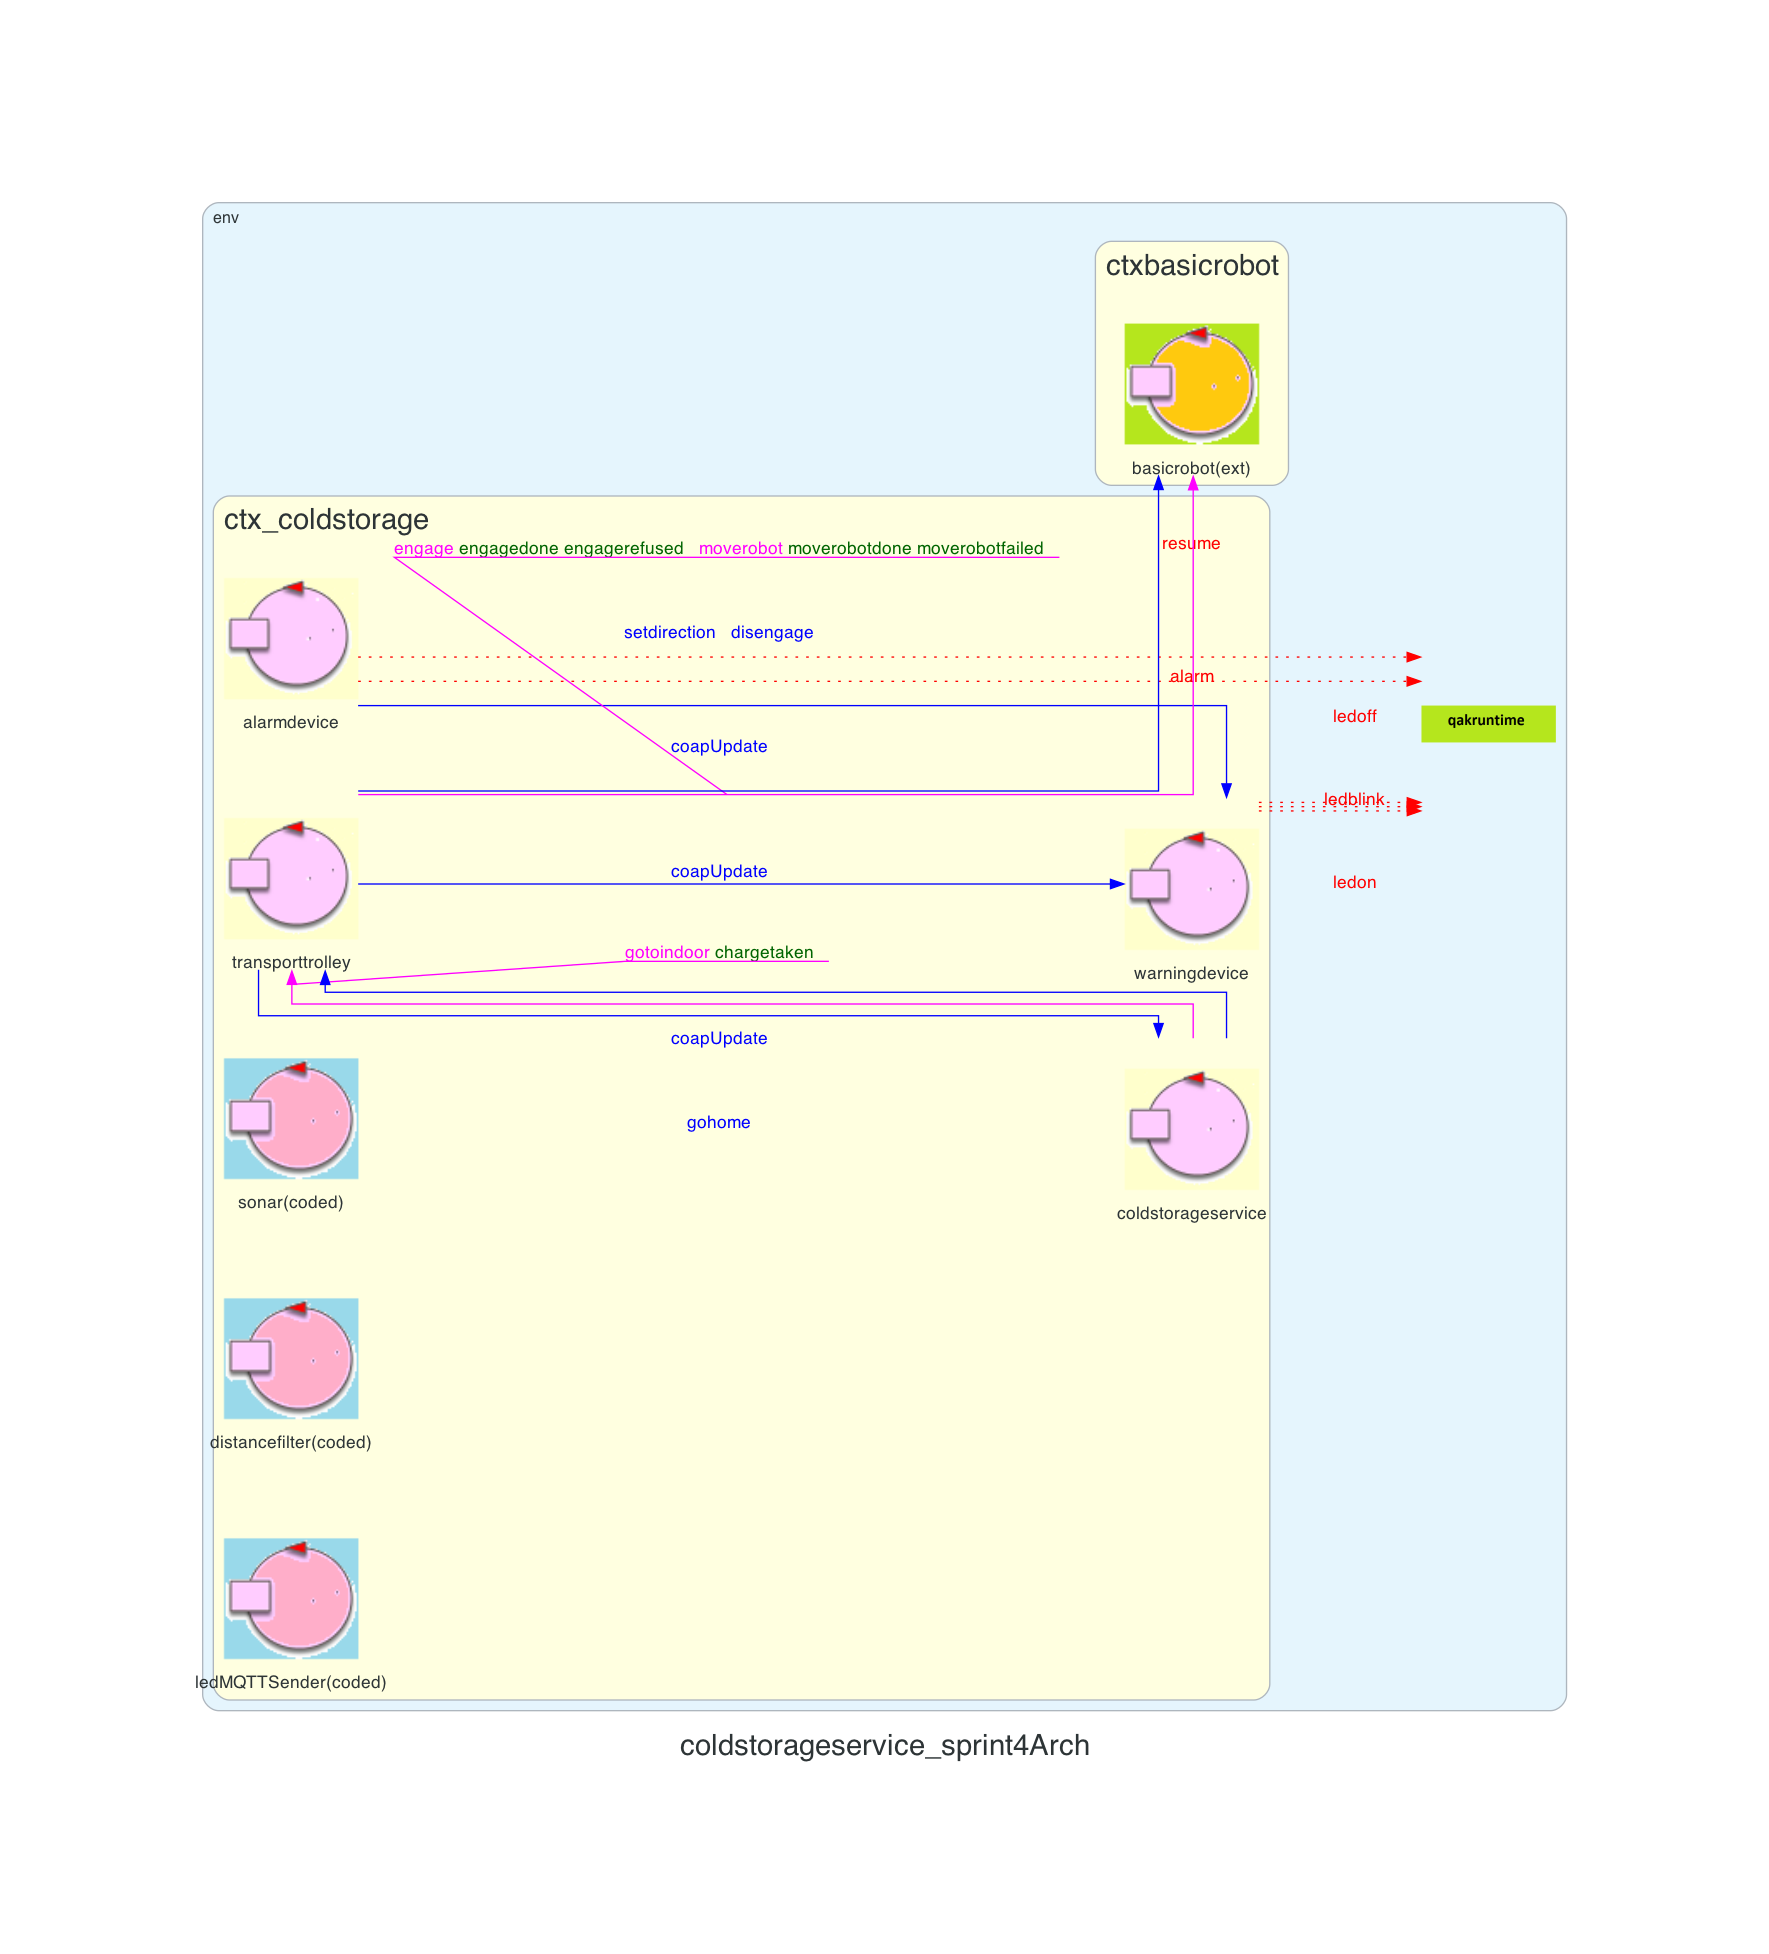 env
ctxbasicrobot
basicrobot(ext)
ctx_coldstorage
engage engagedone engagerefused moverobot moverobotdone moverobotfailed
resume
setdirection disengage
alarm
alarmdevice
ledoff
qakruntime
coapUpdate
ledblink
coapUpdate
ledon
gotoindoor chargetaken
transporttrolley
warningdevice
coapUpdate
gohome
sonar(coded)
coldstorageservice
distancefilter(coded)
ledMQTTSender(coded)
coldstorageservice_sprint4Arch